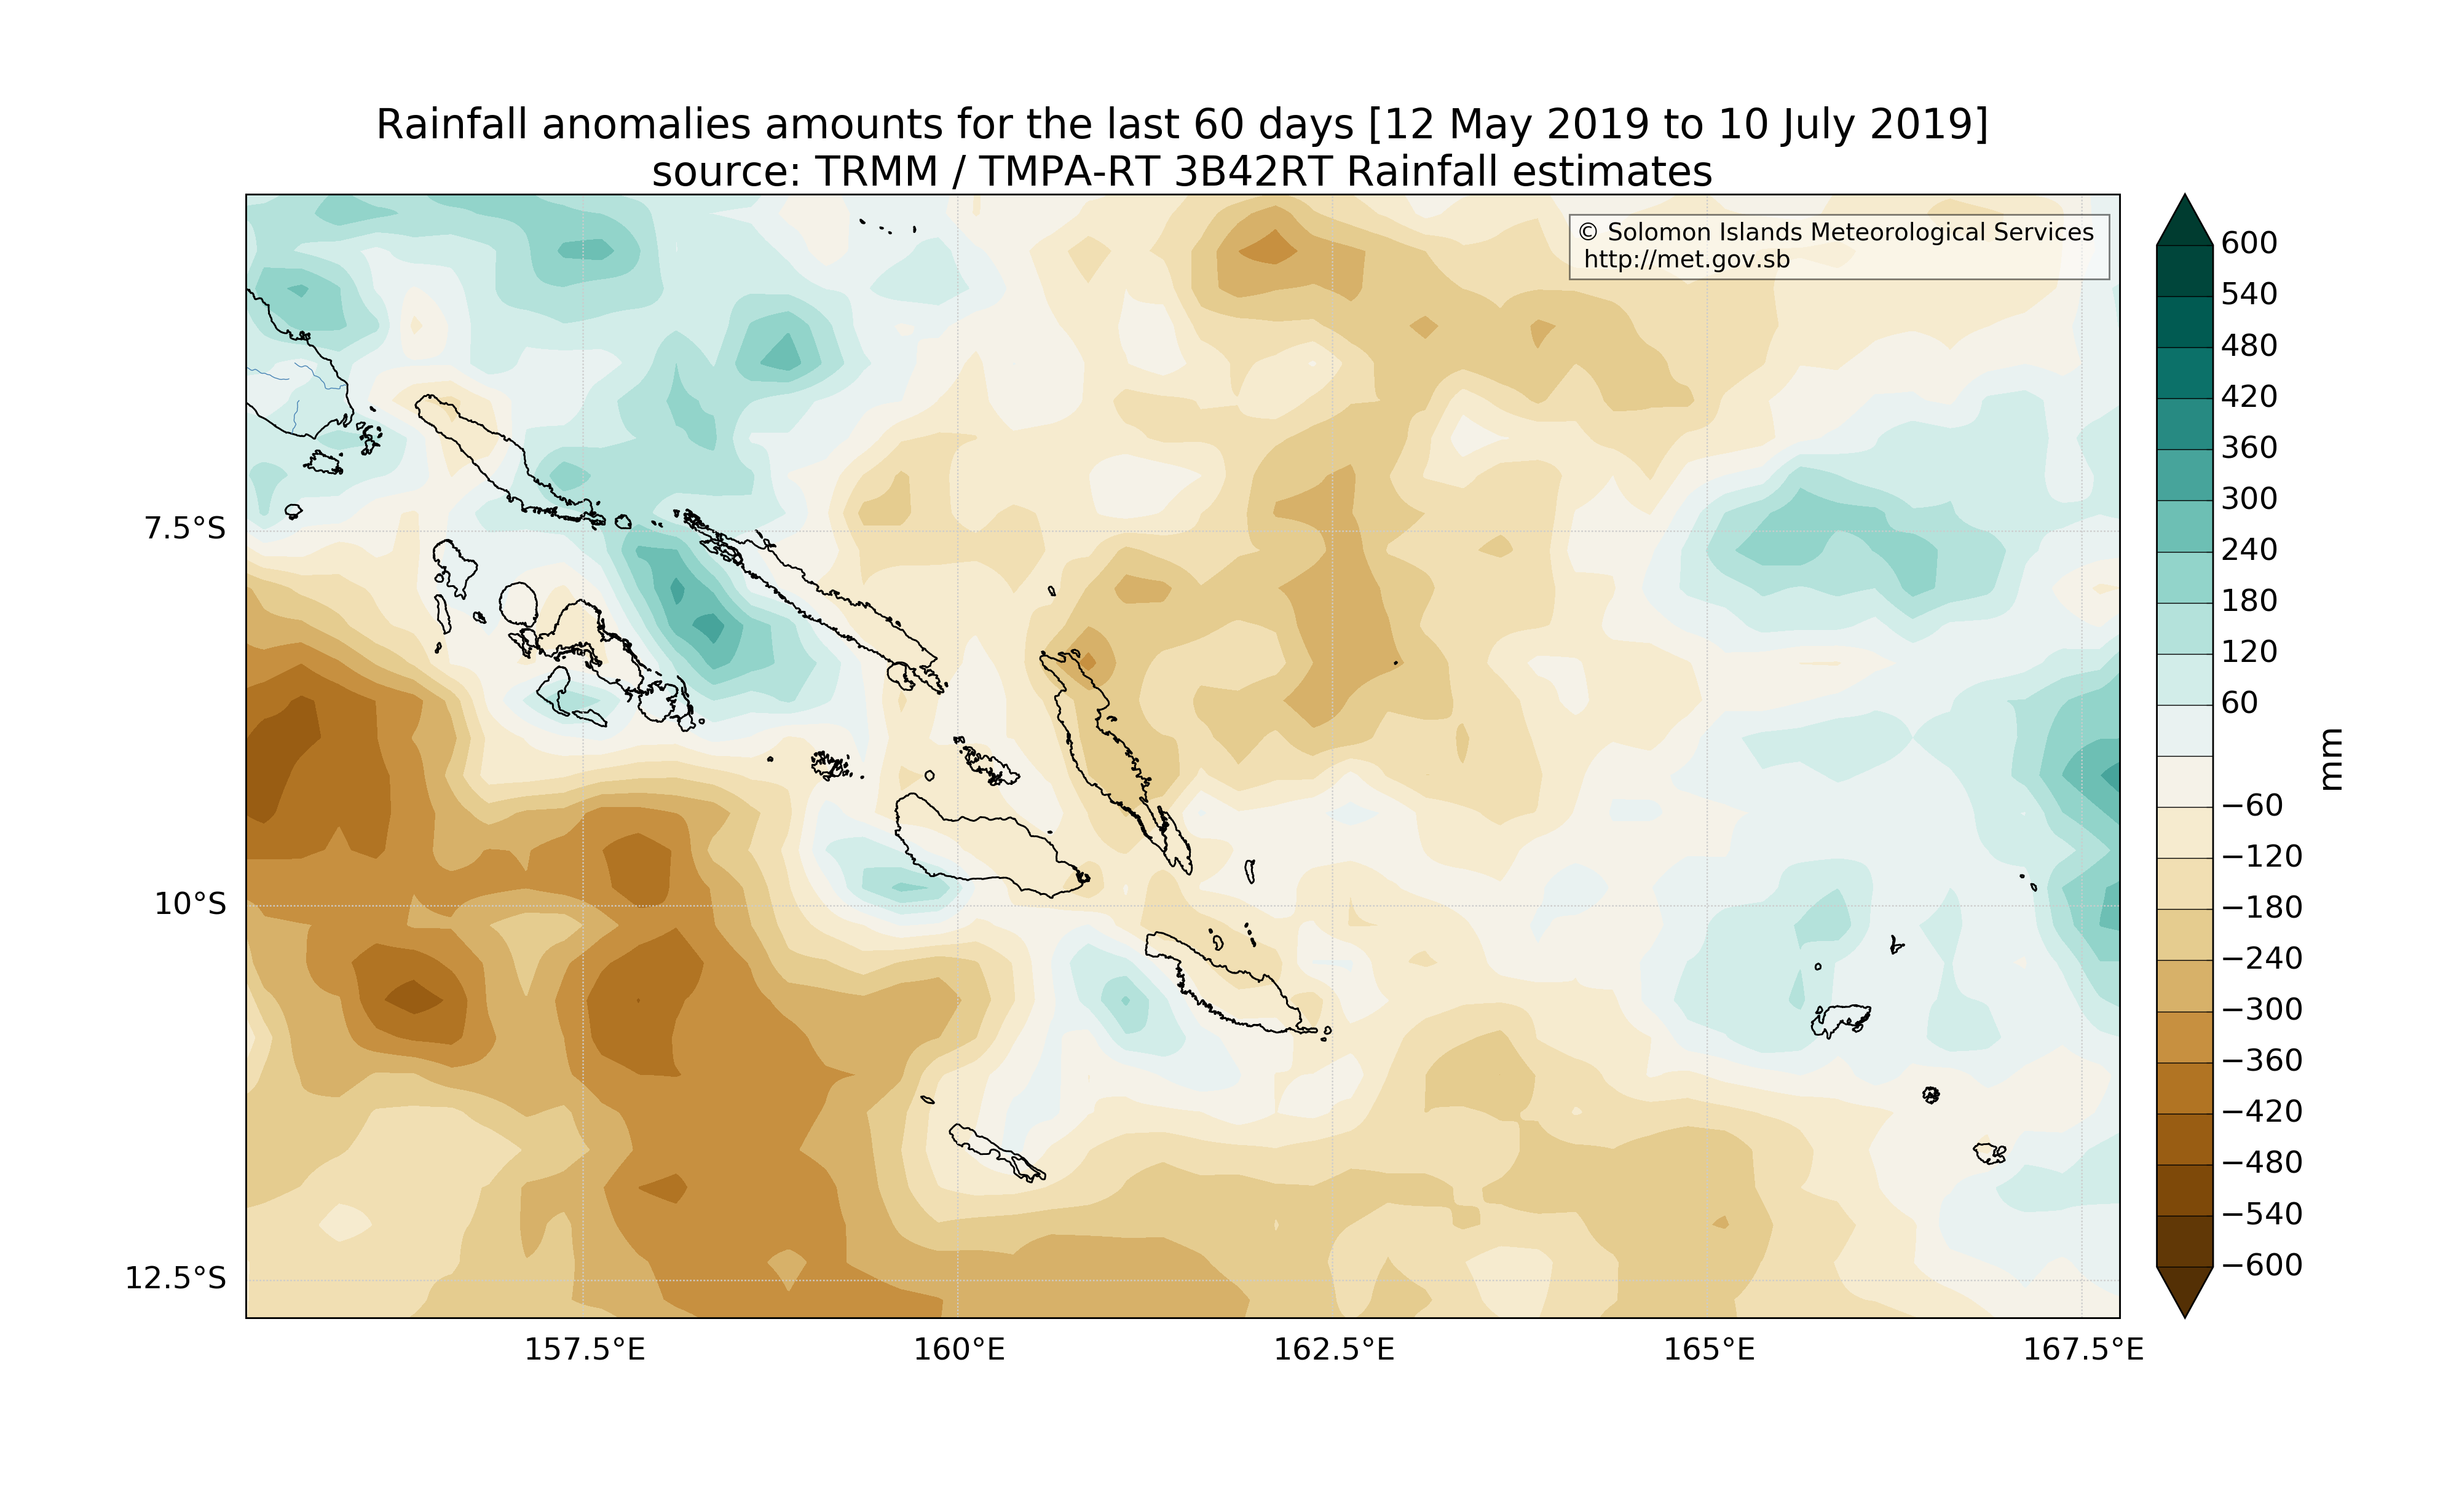 Rainfall anomalies amounts for the last 60 days [12 May 2019 to 10 July 2019]
source: TRMM / TMPA-RT 3B42RT Rainfall estimates
© Solomon Islands Meteorological Services
http://met.gov.sb
7.5°S
10°S
12.5°S
157.5°E
160°E
162.5°E
165°E
167.5°E
600
540
480
420
360
300
240
180
120
60
−60
−120
−180
−240
−300
−360
−420
−480
−540
−600
mm